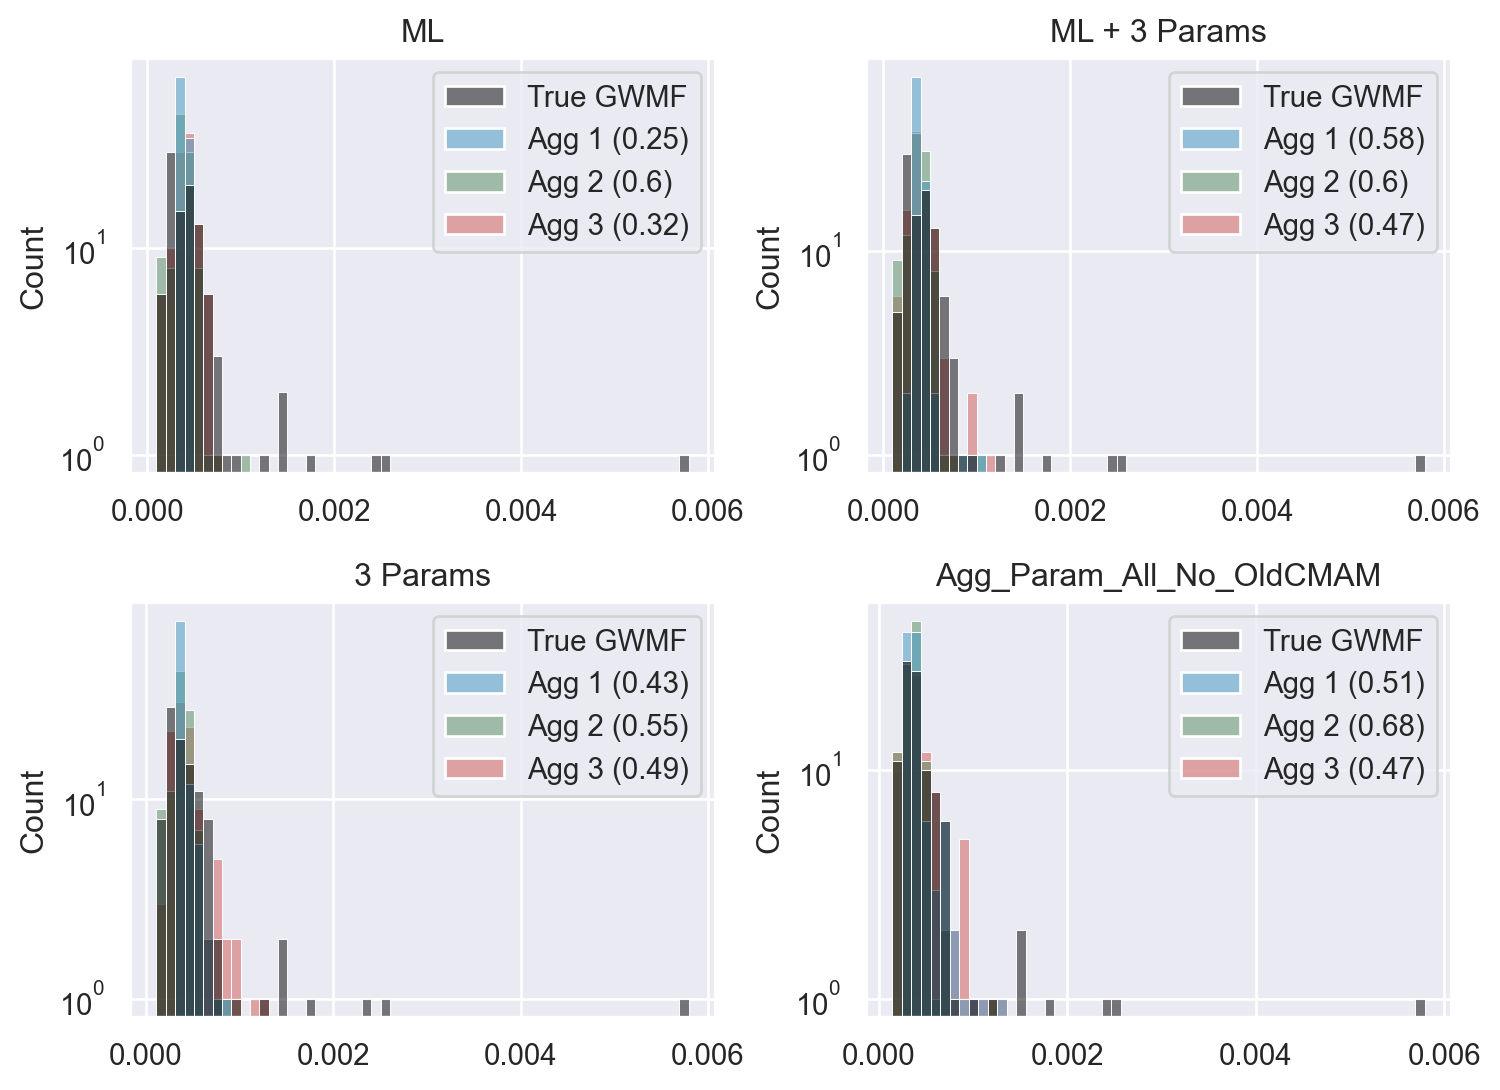 ML
Count
10^1
10^0
True GWMF
Agg 1 (0.25)
Agg 2 (0.6)
Agg 3 (0.32)
0.000 0.002 0.004 0.006
ML + 3 Params
Count
10^1
10^0
True GWMF
Agg 1 (0.58)
Agg 2 (0.6)
Agg 3 (0.47)
0.000 0.002 0.004 0.006
3 Params
Count
10^1
10^0
True GWMF
Agg 1 (0.43)
Agg 2 (0.55)
Agg 3 (0.49)
0.000 0.002 0.004 0.006
Agg_Param_All_No_OldCMAM
Count
10^1
10^0
True GWMF
Agg 1 (0.51)
Agg 2 (0.68)
Agg 3 (0.47)
0.000 0.002 0.004 0.006